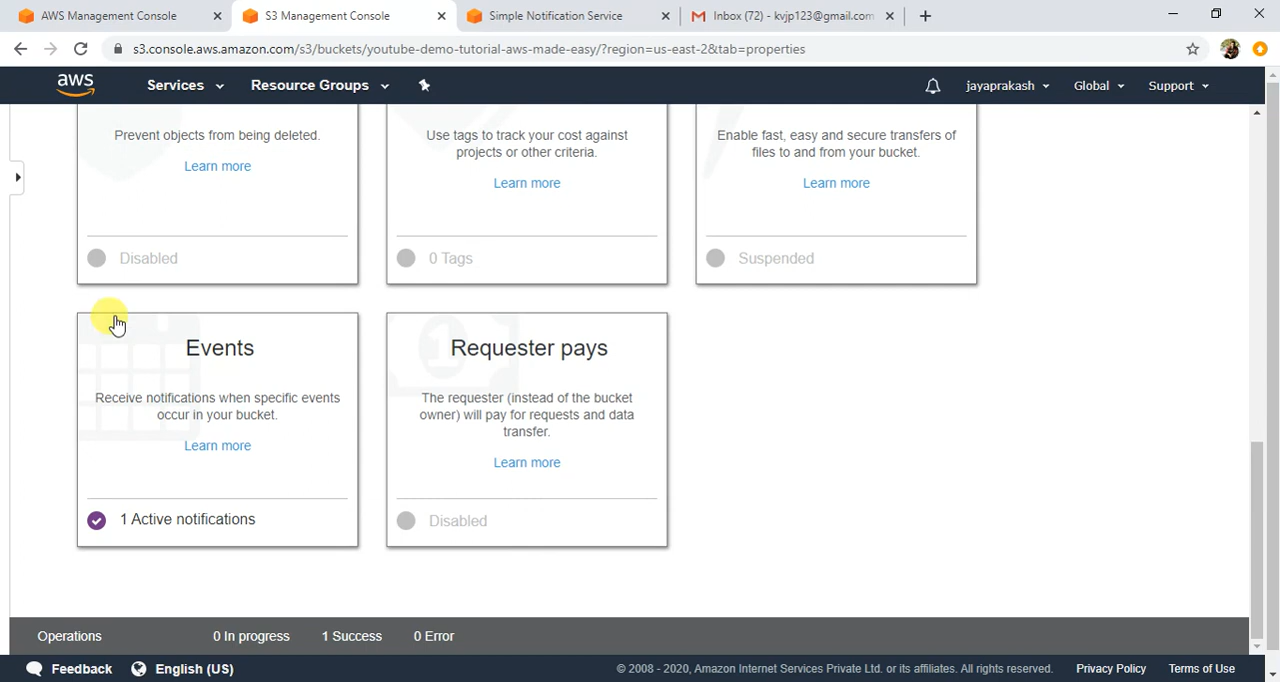 AWS Management Console
S3 Management Console
Simple Notification Service
Inbox (72) - kvjp123@gmail.com
s3.console.aws.amazon.com/s3/buckets/youtube-demo-tutorial-aws-made-easy/?region=us-east-2&tab=properties
aws Services Resource Groups jayaprakash Global Support
Prevent objects from being deleted.
Learn more
Disabled
Use tags to track your cost against
projects or other criteria.
Learn more
0 Tags
Enable fast, easy and secure transfers of
files to and from your bucket.
Learn more
Suspended
Events
Receive notifications when specific events
occur in your bucket.
Learn more
1 Active notifications
Requester pays
The requester (instead of the bucket
owner) will pay for requests and data
transfer.
Learn more
Disabled
Operations 0 In progress 1 Success 0 Error
Feedback English (US) © 2008 - 2020, Amazon Internet Services Private Ltd. or its affiliates. All rights reserved. Privacy Policy Terms of Use